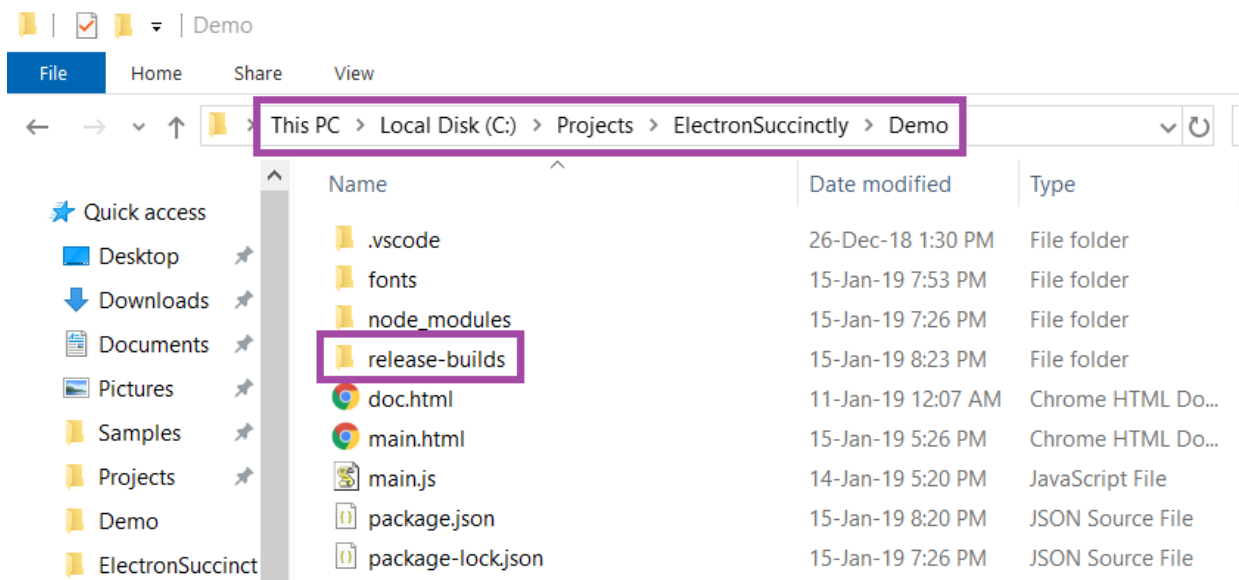 Demo
File Home Share View
This PC > Local Disk (C:) > Projects > ElectronSuccinctly > Demo
Name Date modified Type
Quick access
Desktop
Downloads
Documents
Pictures
Samples
Projects
Demo
ElectronSuccinct
.vscode 26-Dec-18 1:30 PM File folder
fonts 15-Jan-19 7:53 PM File folder
node_modules 15-Jan-19 7:26 PM File folder
release-builds 15-Jan-19 8:23 PM File folder
doc.html 11-Jan-19 12:07 AM Chrome HTML Do...
main.html 15-Jan-19 5:26 PM Chrome HTML Do...
main.js 14-Jan-19 5:20 PM JavaScript File
package.json 15-Jan-19 8:20 PM JSON Source File
package-lock.json 15-Jan-19 7:26 PM JSON Source File